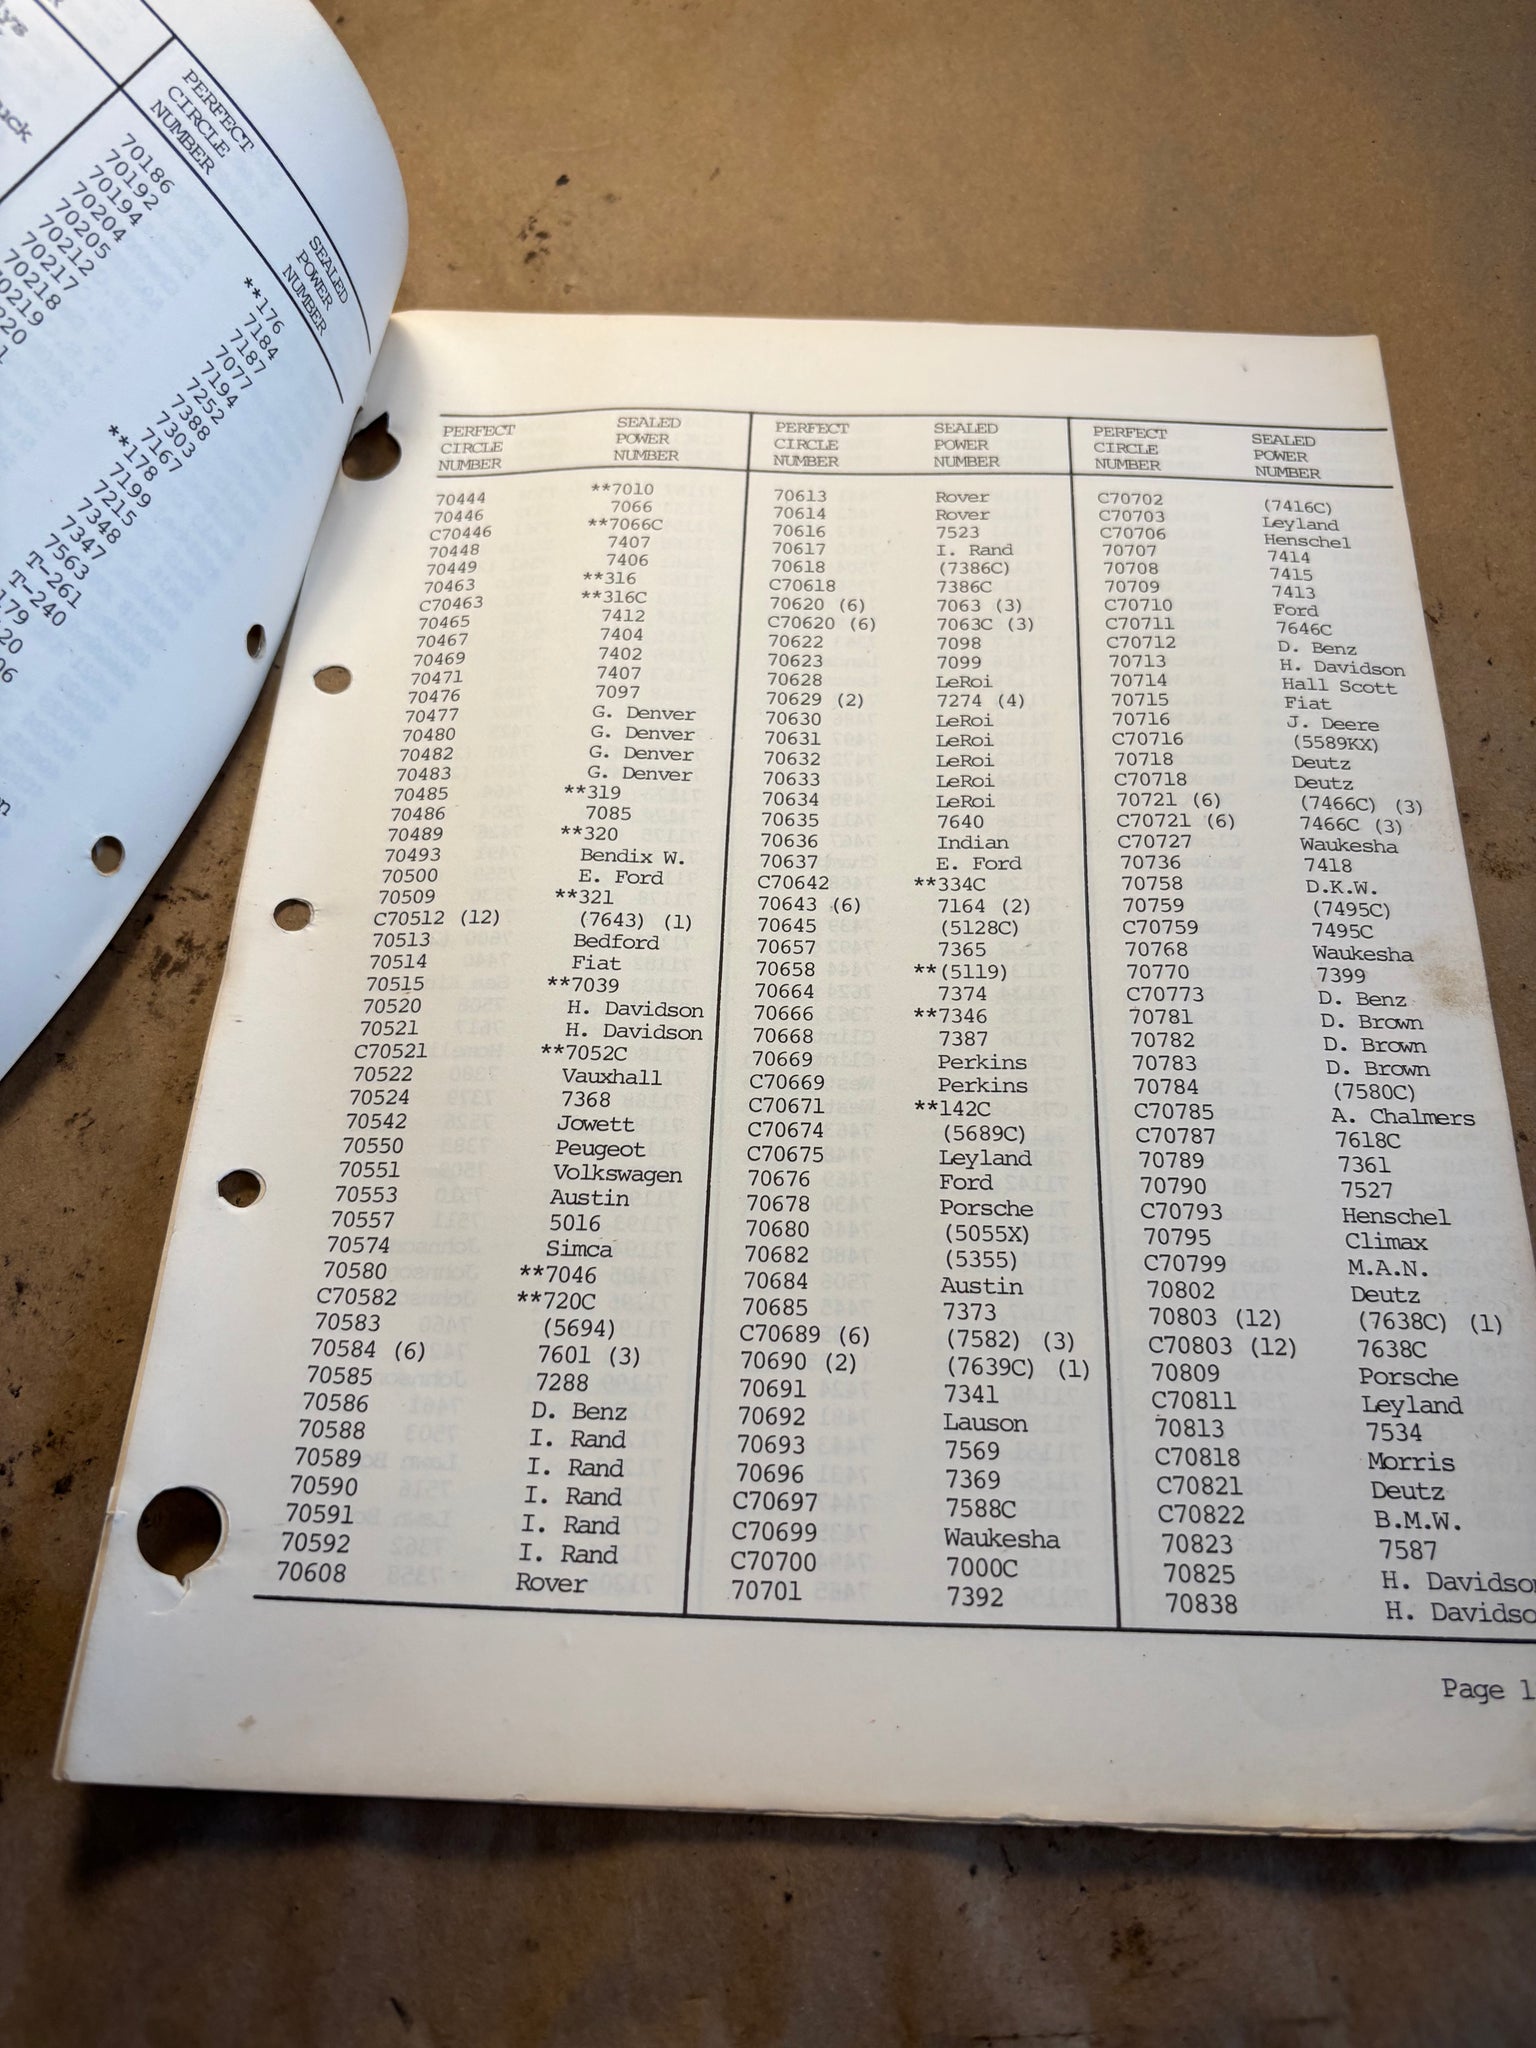 PERFECT
CIRCLE
NUMBER
SEALED
POWER
NUMBER
70186 **176
70192 7184
70194 7187
70204 7077
70205 7194
70212 7252
70217 7388
70218 7303
7167
**178
7199
7215
7348
7347
7563
T-261
T-240
PERFECT
CIRCLE
NUMBER
SEALED
POWER
NUMBER
70444 **7010
70446 7066
C70446 **7066C
70448 7407
70449 7406
70463 **316
C70463 **316C
70465 7412
70467 7404
70469 7402
70471 7407
70476 7097
70477 G. Denver
70480 G. Denver
70482 G. Denver
70483 G. Denver
70485 **319
70486 7085
70489 **320
70493 Bendix W.
70500 E. Ford
70509 **321
C70512 (12) (7643) (1)
70513 Bedford
70514 Fiat
70515 **7039
70520 H. Davidson
70521 H. Davidson
C70521 **7052C
70522 Vauxhall
70524 7368
70542 Jowett
70550 Peugeot
70551 Volkswagen
70553 Austin
70557 5016
70574 Simca
70580 **7046
C70582 **720C
70583 (5694)
70584 (6) 7601 (3)
70585 7288
70586 D. Benz
70588 I. Rand
70589 I. Rand
70590 I. Rand
70591 I. Rand
70592 I. Rand
70608 Rover
PERFECT
CIRCLE
NUMBER
SEALED
POWER
NUMBER
70613 Rover
70614 Rover
70616 7523
70617 I. Rand
70618 (7386C)
C70618 7386C
70620 (6) 7063 (3)
C70620 (6) 7063C (3)
70622 7098
70623 7099
70628 LeRoi
70629 (2) 7274 (4)
70630 LeRoi
70631 LeRoi
70632 LeRoi
70633 LeRoi
70634 LeRoi
70635 7640
70636 Indian
70637 E. Ford
C70642 **334C
70643 (6) 7164 (2)
70645 (5128C)
70657 7365
70658 **(5119)
70664 7374
70666 **7346
70668 7387
70669 Perkins
C70669 Perkins
C70671 **142C
C70674 (5689C)
C70675 Leyland
70676 Ford
70678 Porsche
70680 (5055X)
70682 (5355)
70684 Austin
70685 7373
C70689 (6) (7582) (3)
70690 (2) (7639C) (1)
70691 7341
70692 Lauson
70693 7569
70696 7369
C70697 7588C
C70699 Waukesha
C70700 7000C
70701 7392
PERFECT
CIRCLE
NUMBER
SEALED
POWER
NUMBER
C70702 (7416C)
C70703 Leyland
C70706 Henschel
70707 7414
70708 7415
70709 7413
C70710 Ford
C70711 7646C
C70712 D. Benz
70713 H. Davidson
70714 Hall Scott
70715 Fiat
70716 J. Deere
C70716 (5589KX)
70718 Deutz
C70718 Deutz
70721 (6) (7466C) (3)
C70721 (6) 7466C (3)
C70727 Waukesha
70736 7418
70758 D.K.W.
70759 (7495C)
C70759 7495C
70768 Waukesha
70770 7399
C70773 D. Benz
70781 D. Brown
70782 D. Brown
70783 D. Brown
70784 (7580C)
C70785 A. Chalmers
C70787 7618C
70789 7361
70790 7527
C70793 Henschel
70795 Climax
C70799 M.A.N.
70802 Deutz
70803 (12) (7638C) (1)
C70803 (12) 7638C
70809 Porsche
C70811 Leyland
70813 7534
C70818 Morris
C70821 Deutz
C70822 B.M.W.
70823 7587
70825 H. Davidso
70838 H. Davidso
Page 1